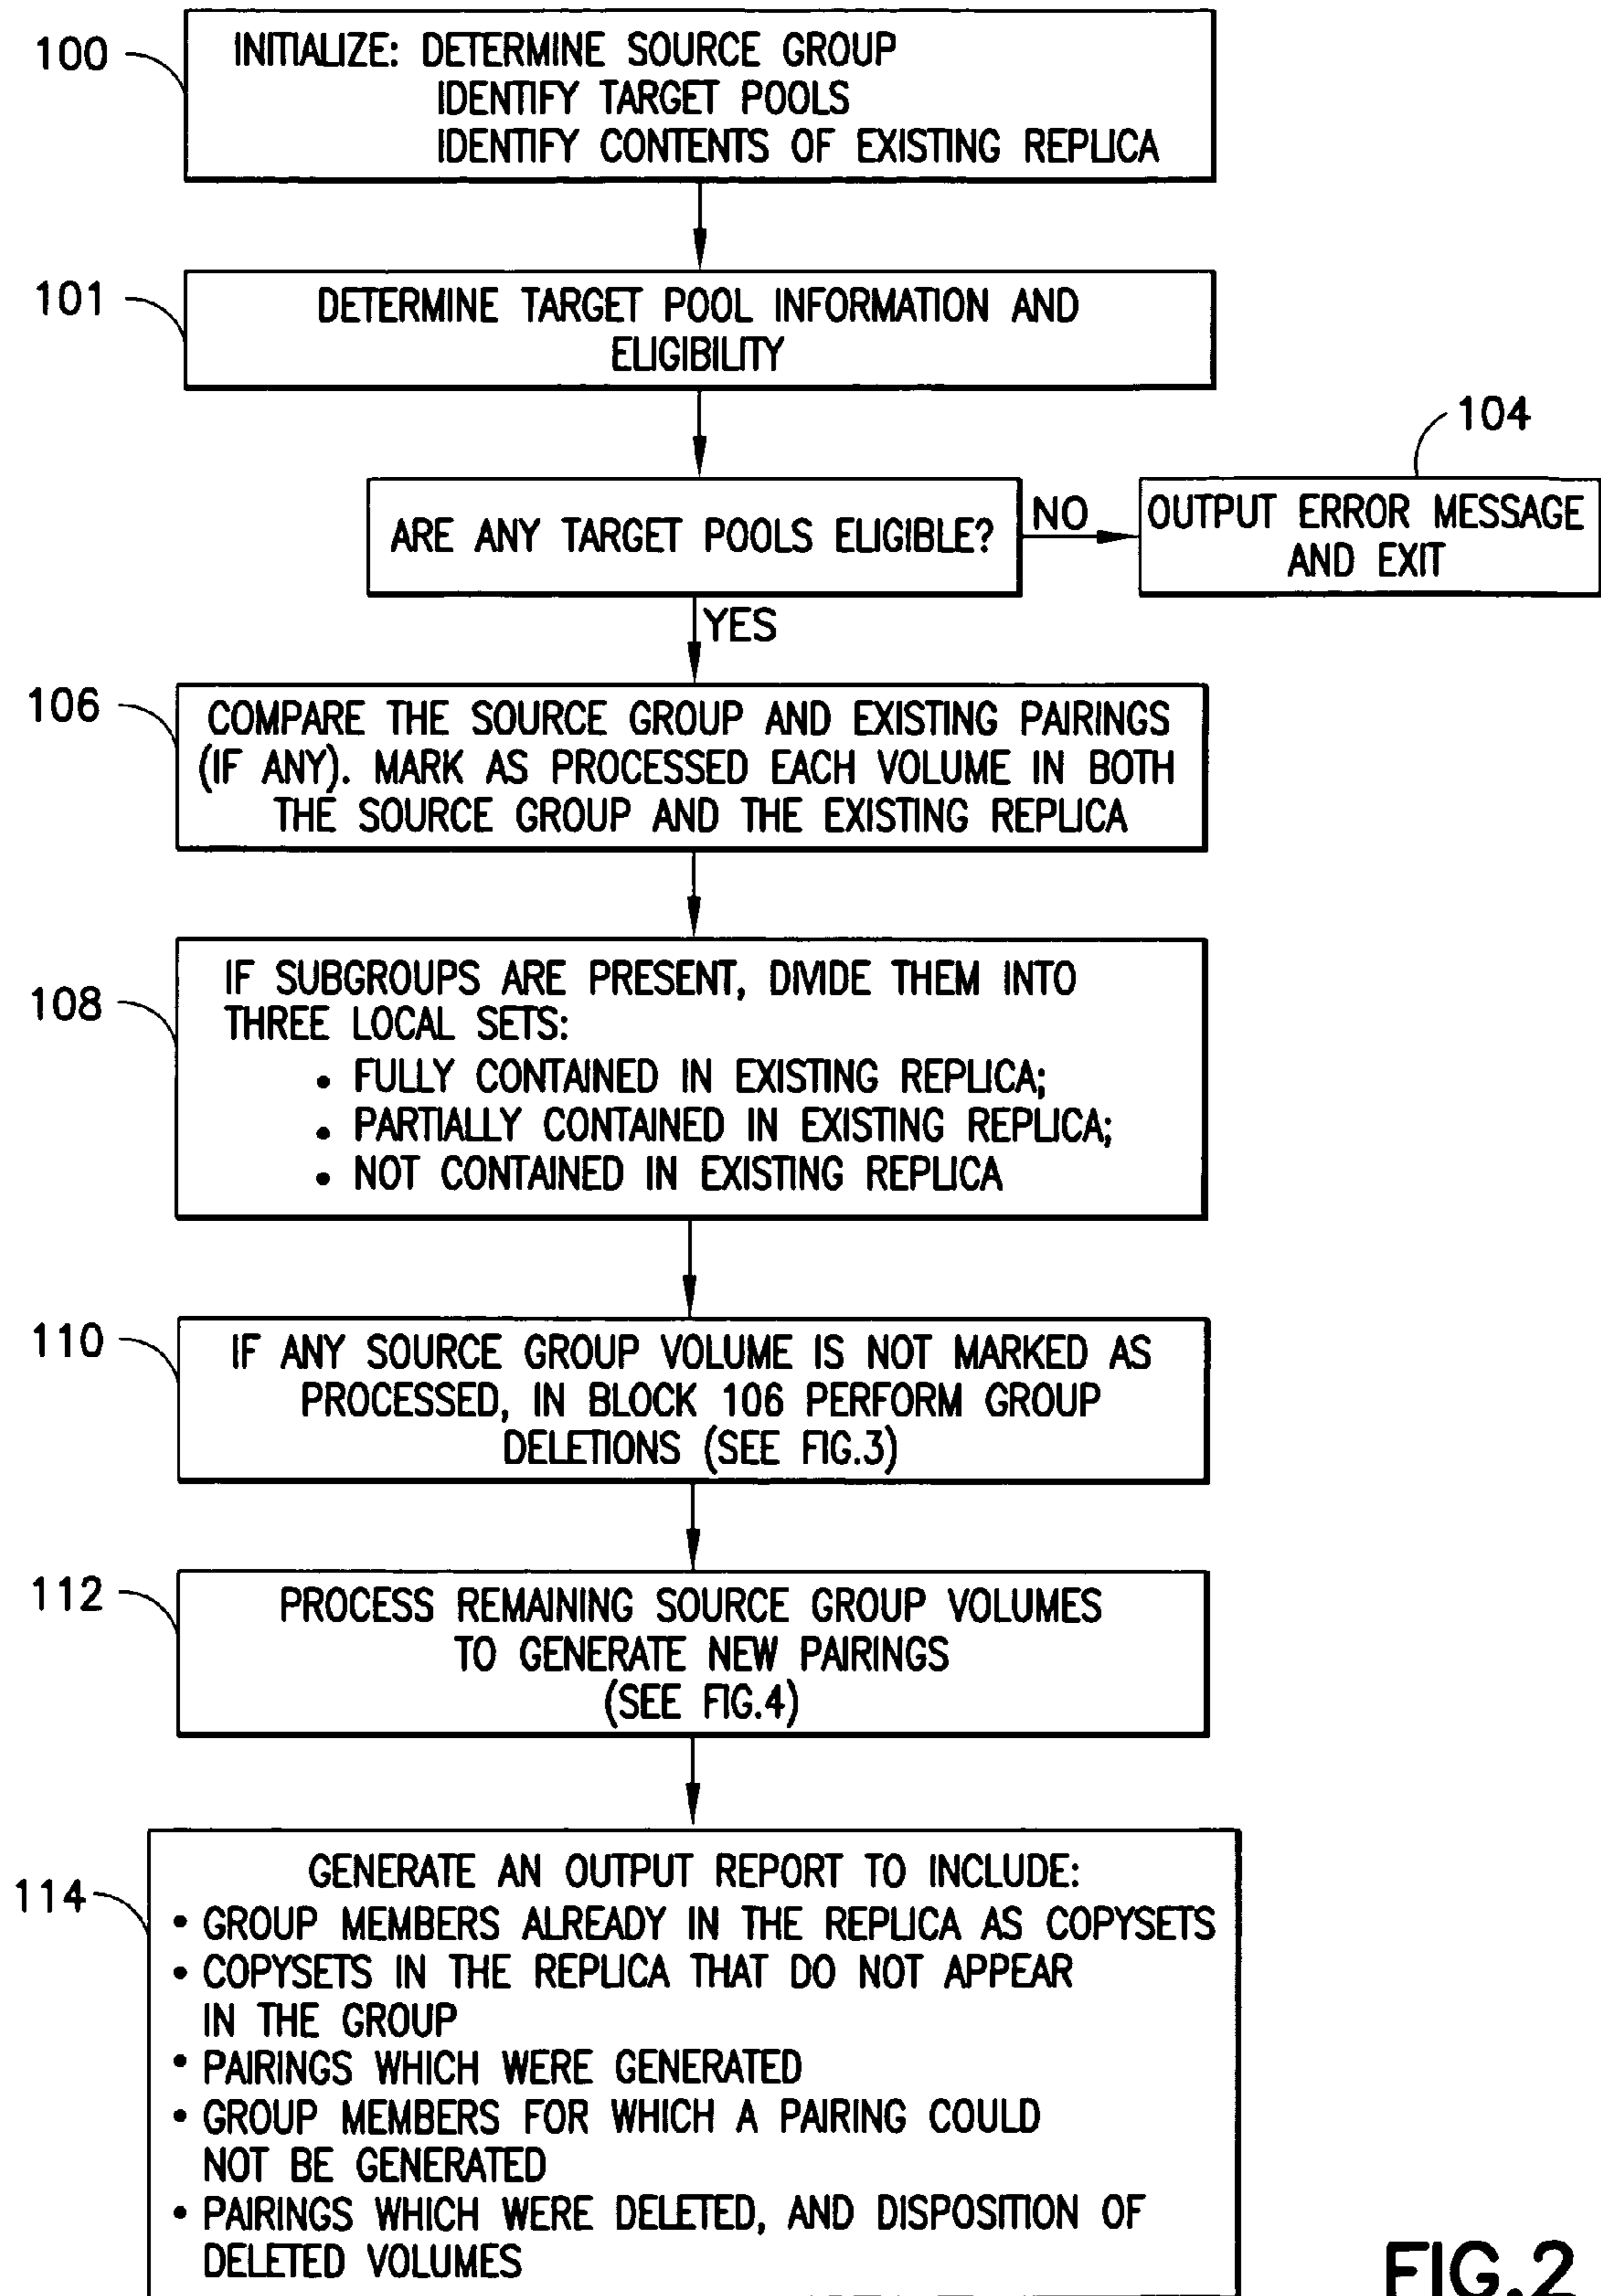 100
INITIALIZE: DETERMINE SOURCE GROUP
IDENTIFY TARGET POOLS
IDENTIFY CONTENTS OF EXISTING REPLICA
101
DETERMINE TARGET POOL INFORMATION AND
ELIGIBILITY
104
ARE ANY TARGET POOLS ELIGIBLE?
NO
OUTPUT ERROR MESSAGE
AND EXIT
YES
106
COMPARE THE SOURCE GROUP AND EXISTING PAIRINGS
(IF ANY). MARK AS PROCESSED EACH VOLUME IN BOTH
THE SOURCE GROUP AND THE EXISTING REPLICA
108
IF SUBGROUPS ARE PRESENT, DIVIDE THEM INTO
THREE LOCAL SETS:
• FULLY CONTAINED IN EXISTING REPLICA;
• PARTIALLY CONTAINED IN EXISTING REPLICA;
• NOT CONTAINED IN EXISTING REPLICA
110
IF ANY SOURCE GROUP VOLUME IS NOT MARKED AS
PROCESSED, IN BLOCK 106 PERFORM GROUP
DELETIONS (SEE FIG.3)
112
PROCESS REMAINING SOURCE GROUP VOLUMES
TO GENERATE NEW PAIRINGS
(SEE FIG.4)
114
GENERATE AN OUTPUT REPORT TO INCLUDE:
• GROUP MEMBERS ALREADY IN THE REPLICA AS COPYSETS
• COPYSETS IN THE REPLICA THAT DO NOT APPEAR
IN THE GROUP
• PAIRINGS WHICH WERE GENERATED
• GROUP MEMBERS FOR WHICH A PAIRING COULD
NOT BE GENERATED
• PAIRINGS WHICH WERE DELETED, AND DISPOSITION OF
DELETED VOLUMES
FIG.2